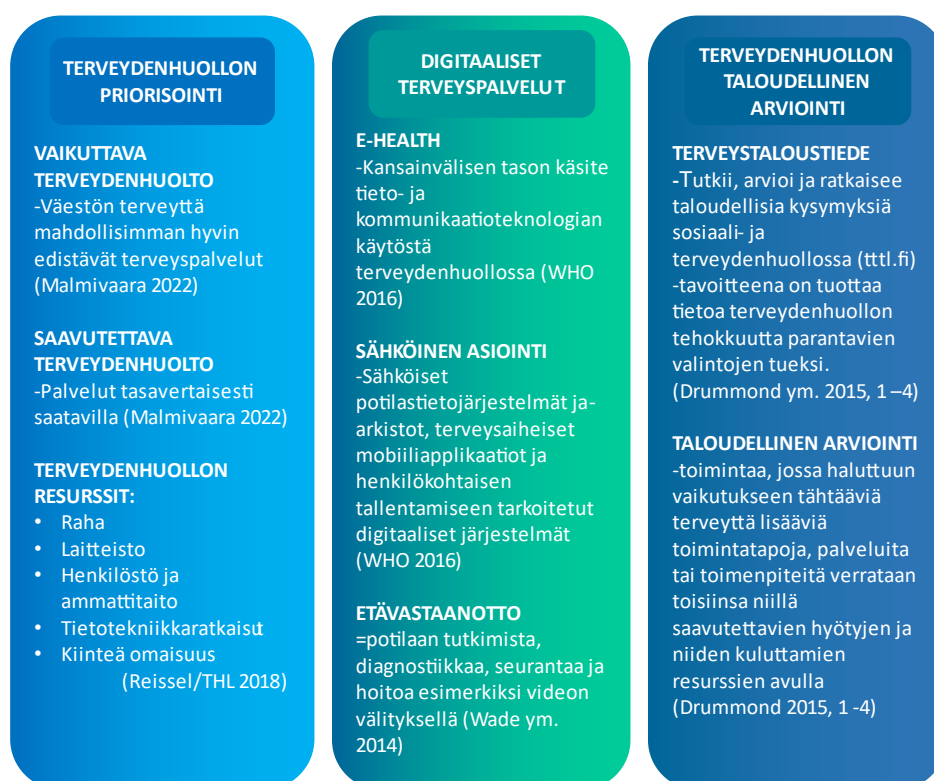 TERVEYDENHUOLLON
PRIORISOINTI
VAIKUTTAVA
TERVEYDENHUOLTO
-Väestön terveyttä
mahdollisimman hyvin
edistävät terveyspalvelut
(Malmivaara 2022)
SAAVUTETTAVA
TERVEYDENHUOLTO
-Palvelut tasavertaisesti
saatavilla (Malmivaara 2022)
TERVEYDENHUOLLON
RESURSSIT:
• Raha
• Laitteisto
• Henkilöstö ja
ammattitaito
• Tietotekniikkaratkaisut
• Kiinteä omaisuus
(Reissel/THL 2018)
DIGITAALISET
TERVEYSPALVELUT
E-HEALTH
-Kansainvälisen tason käsite
tieto- ja
kommunikaatioteknologian
käytöstä
terveydenhuollossa (WHO
2016)
SÄHKÖINEN ASIOINTI
-Sähköiset
potilastietojärjestelmät ja-
arkistot, terveysaiheiset
mobiiliapplikaatiot ja
henkilökohtaisen
tallentamiseen tarkoitetut
digitaaliset järjestelmät
(WHO 2016)
ETÄVASTAANOTTO
=potilaan tutkimista,
diagnostiikkaa, seurantaa ja
hoitoa esimerkiksi videon
välityksellä (Wade ym.
2014)
TERVEYDENHUOLLON
TALOUDELLINEN
ARVIOINTI
TERVEYSTALOUSTIEDE
-Tutkii, arvioi ja ratkaisee
taloudellisia kysymyksiä
sosiaali- ja
terveydenhuollossa (tttl.fi)
-tavoitteena on tuottaa
tietoa terveydenhuollon
tehokkuutta parantavien
valintojen tueksi.
(Drummond ym. 2015, 1–4)
TALOUDELLINEN ARVIOINTI
-toimintaa, jossa haluttuun
vaikutukseen tähtääviä
terveyttä lisääviä
toimintatapoja, palveluita
tai toimenpiteitä verrataan
toisiinsa niillä
saavutettavien hyötyjen ja
niiden kuluttamien
resurssien avulla
(Drummond 2015, 1-4)